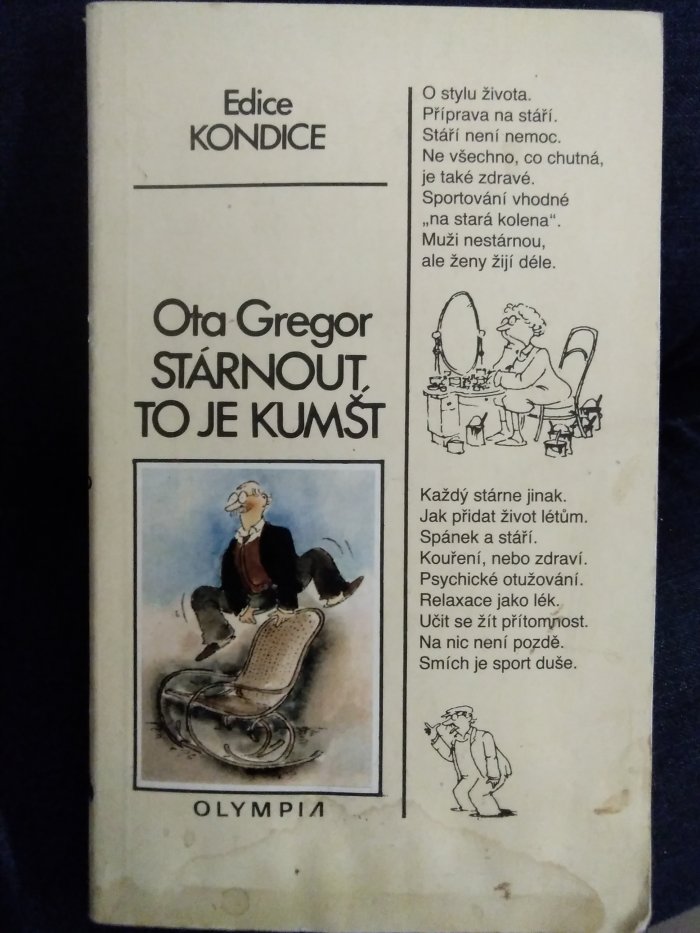 Edice
KONDICE
Ota Gregor
STÁRNOUT,
TO JE KUMŠT
OLYMPIA
O stylu života.
Příprava na stáří.
Stáří není nemoc.
Ne všechno, co chutná,
je také zdravé.
Sportování vhodné
„na stará kolena“.
Muži nestárnou,
ale ženy žijí déle.
Každý stárne jinak.
Jak přidat život létům.
Spánek a stáří.
Kouření, nebo zdraví.
Psychické otužování.
Relaxace jako lék.
Učit se žít přítomnost.
Na nic není pozdě.
Smích je sport duše.